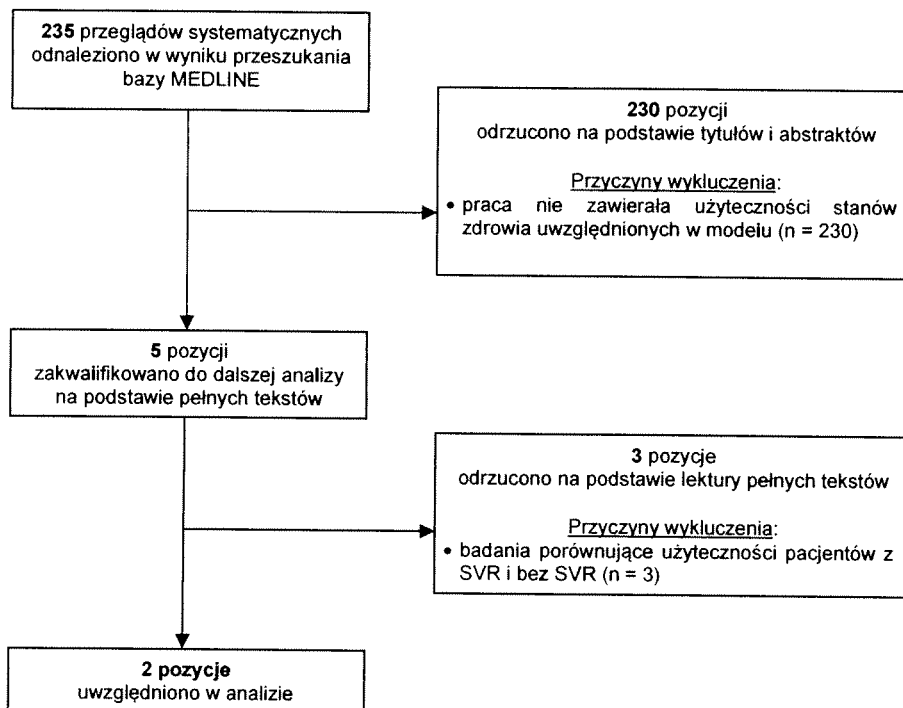 235 przeglądów systematycznych
odnaleziono w wyniku przeszukania
bazy MEDLINE
230 pozycji
odrzucono na podstawie tytułów i abstraktów
Przyczyny wykluczenia:
• praca nie zawierała użyteczności stanów
zdrowia uwzględnionych w modelu (n = 230)
5 pozycji
zakwalifikowano do dalszej analizy
na podstawie pełnych tekstów
3 pozycje
odrzucono na podstawie lektury pełnych tekstów
Przyczyny wykluczenia:
• badania porównujące użyteczności pacjentów z
SVR i bez SVR (n = 3)
2 pozycje
uwzględniono w analizie